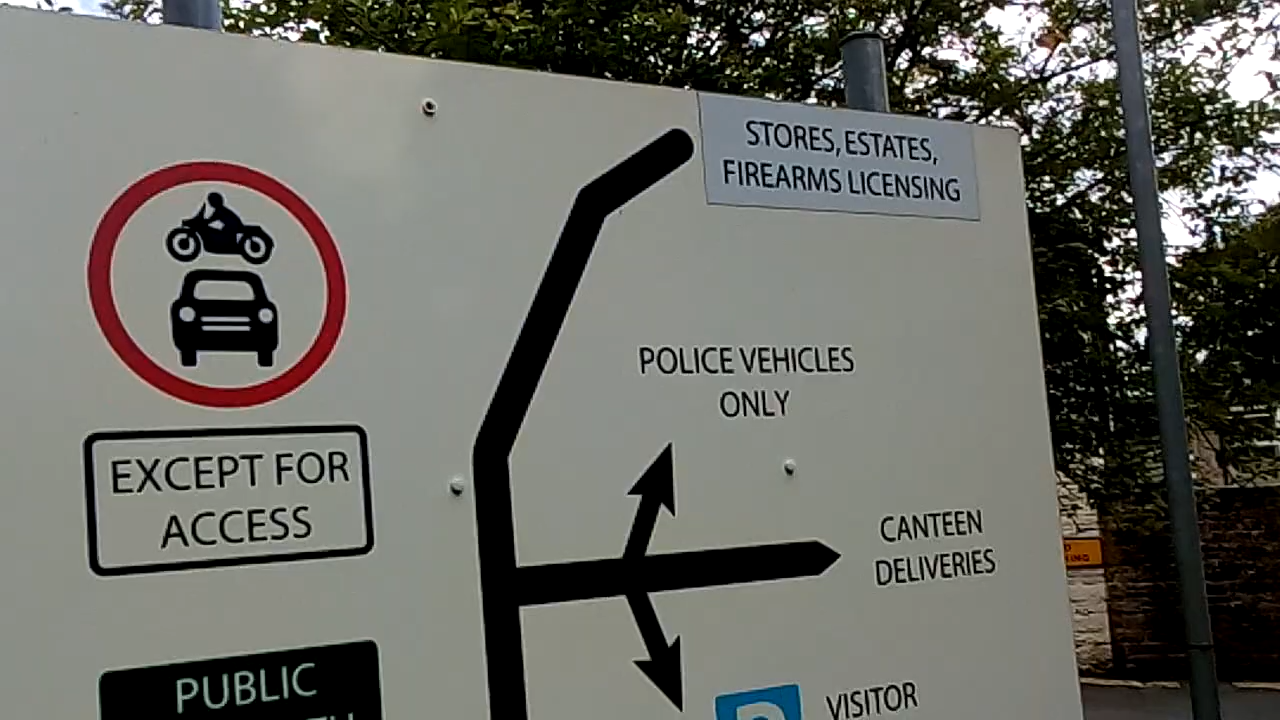 STORES, ESTATES,
FIREARMS LICENSING
POLICE VEHICLES
ONLY
EXCEPT FOR
ACCESS
CANTEEN
DELIVERIES
PUBLIC
VISITOR